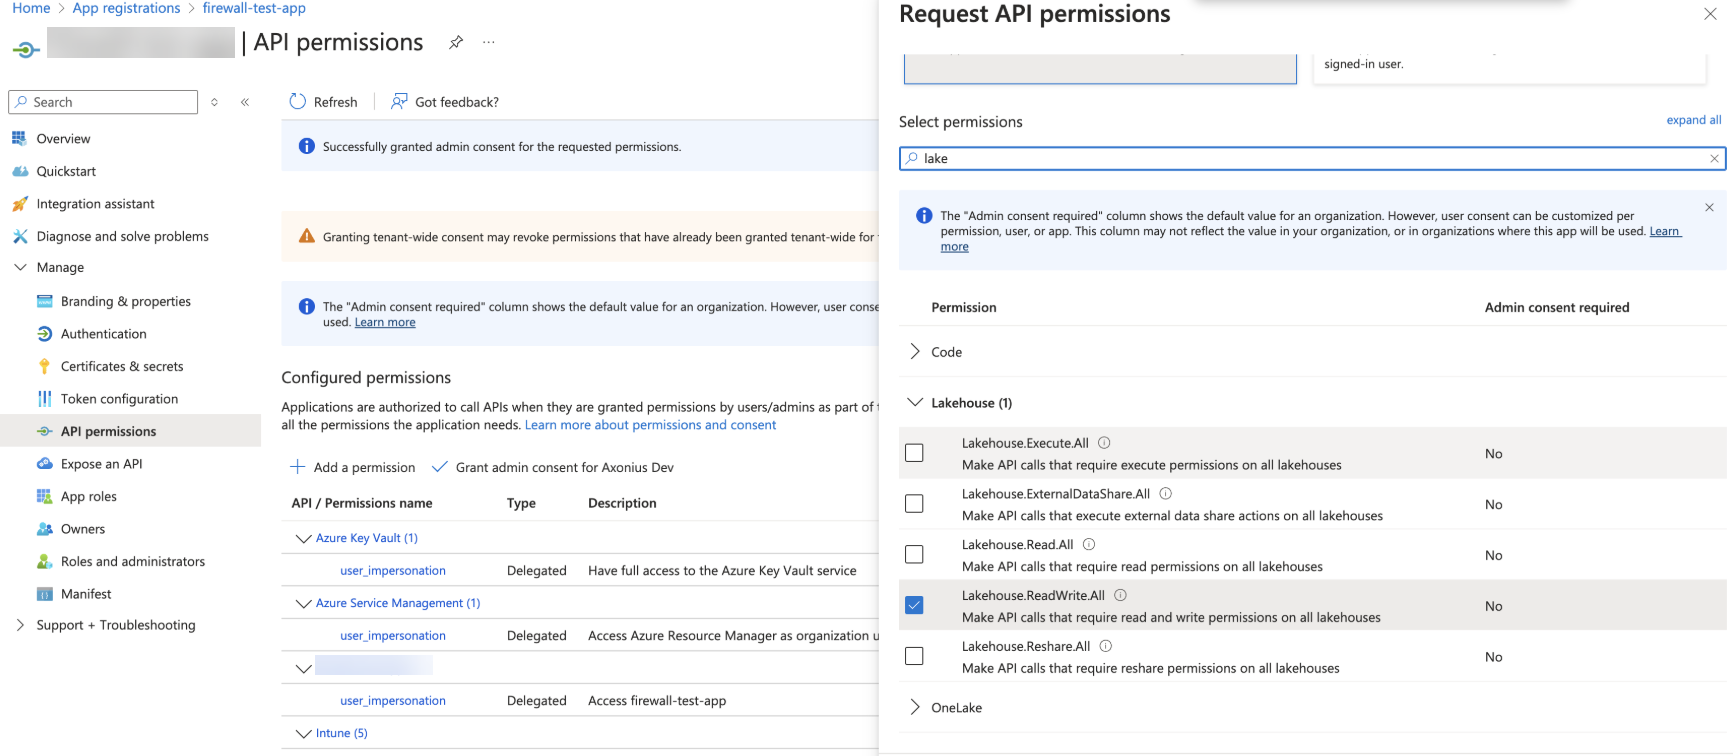 Home > App registrations > firewall-test-app
| API permissions
Search
Overview
Quickstart
Integration assistant
Diagnose and solve problems
Manage
Branding & properties
Authentication
Certificates & secrets
Token configuration
API permissions
Expose an API
App roles
Owners
Roles and administrators
Manifest
Support + Troubleshooting
Refresh
Got feedback?
Successfully granted admin consent for the requested permissions.
Granting tenant-wide consent may revoke permissions that have already been granted tenant-wide for
The "Admin consent required" column shows the default value for an organization. However, user conse
used. Learn more
Configured permissions
Applications are authorized to call APIs when they are granted permissions by users/admins as part of
all the permissions the application needs. Learn more about permissions and consent
Add a permission
Grant admin consent for Axonius Dev
API / Permissions name Type Description
Azure Key Vault (1)
user_impersonation Delegated Have full access to the Azure Key Vault service
Azure Service Management (1)
user_impersonation Delegated Access Azure Resource Manager as organization u
user_impersonation Delegated Access firewall-test-app
Intune (5)
Request API permissions
signed-in user.
Select permissions
expand all
lake
The "Admin consent required" column shows the default value for an organization. However, user consent can be customized per
permission, user, or app. This column may not reflect the value in your organization, or in organizations where this app will be used. Learn
more
Permission Admin consent required
Code
Lakehouse (1)
Lakehouse.Execute.All
Make API calls that require execute permissions on all lakehouses
No
Lakehouse.ExternalDataShare.All
Make API calls that execute external data share actions on all lakehouses
No
Lakehouse.Read.All
Make API calls that require read permissions on all lakehouses
No
Lakehouse.ReadWrite.All
Make API calls that require read and write permissions on all lakehouses
No
Lakehouse.Reshare.All
Make API calls that require reshare permissions on all lakehouses
No
OneLake